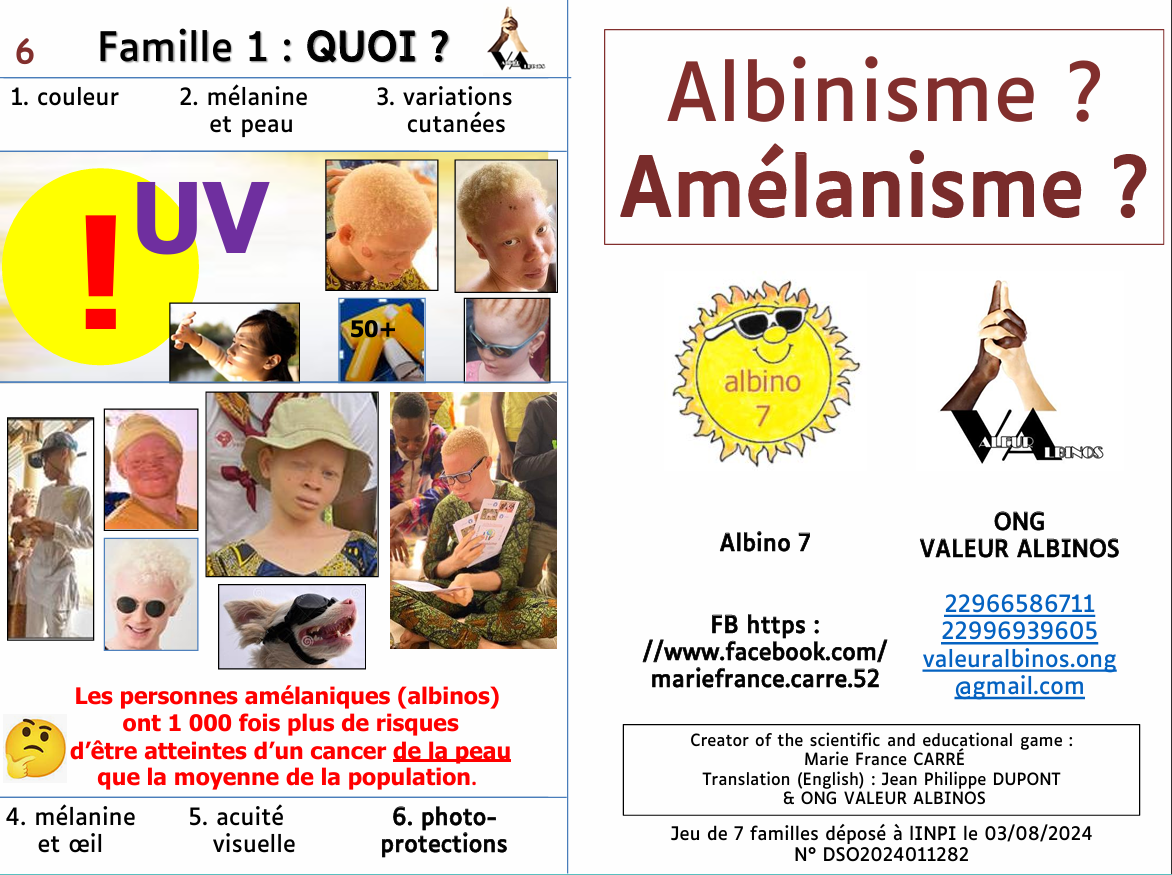 6
Famille 1 : QUOI ?
1. couleur
2. mélanine
et peau
3. variations
cutanées
UV
!
50+
Les personnes amélaniques (albinos)
ont 1 000 fois plus de risques
d’être atteintes d’un cancer de la peau
que la moyenne de la population.
4. mélanine
et œil
5. acuité
visuelle
6. photo-
protections
Albinisme ?
Amélanisme ?
albino
7
VALEUR
ALBINOS
Albino 7
FB https :
//www.facebook.com/
mariefrance.carre.52
ONG
VALEUR ALBINOS
22966586711
22996939605
valeuralbinos.ong
@gmail.com
Creator of the scientific and educational game :
Marie France CARRÉ
Translation (English) : Jean Philippe DUPONT
& ONG VALEUR ALBINOS
Jeu de 7 familles déposé à lINPI le 03/08/2024
N° DSO2024011282